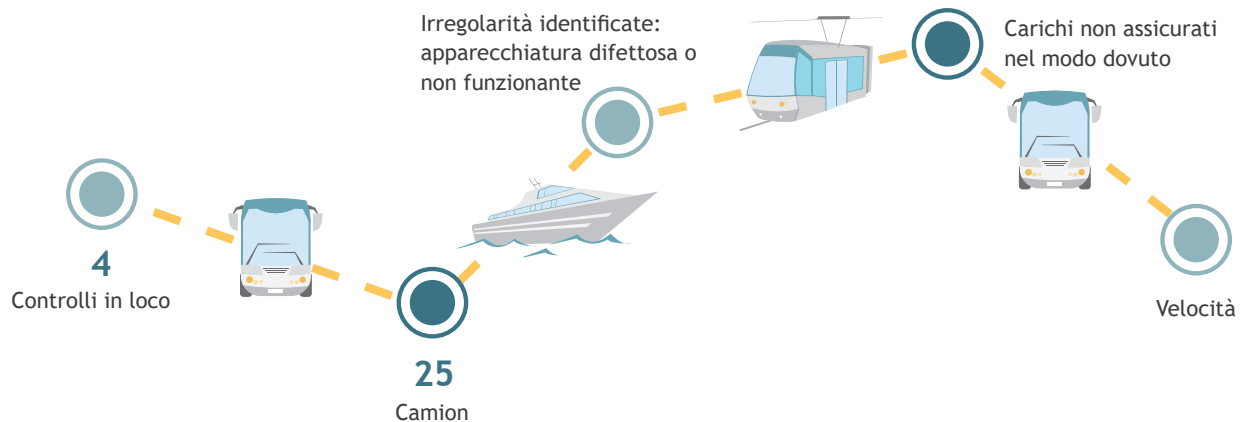 4
Controlli in loco
25
Camion
Irregolarità identificate:
apparecchiatura difettosa o
non funzionante
Carichi non assicurati
nel modo dovuto
Velocità